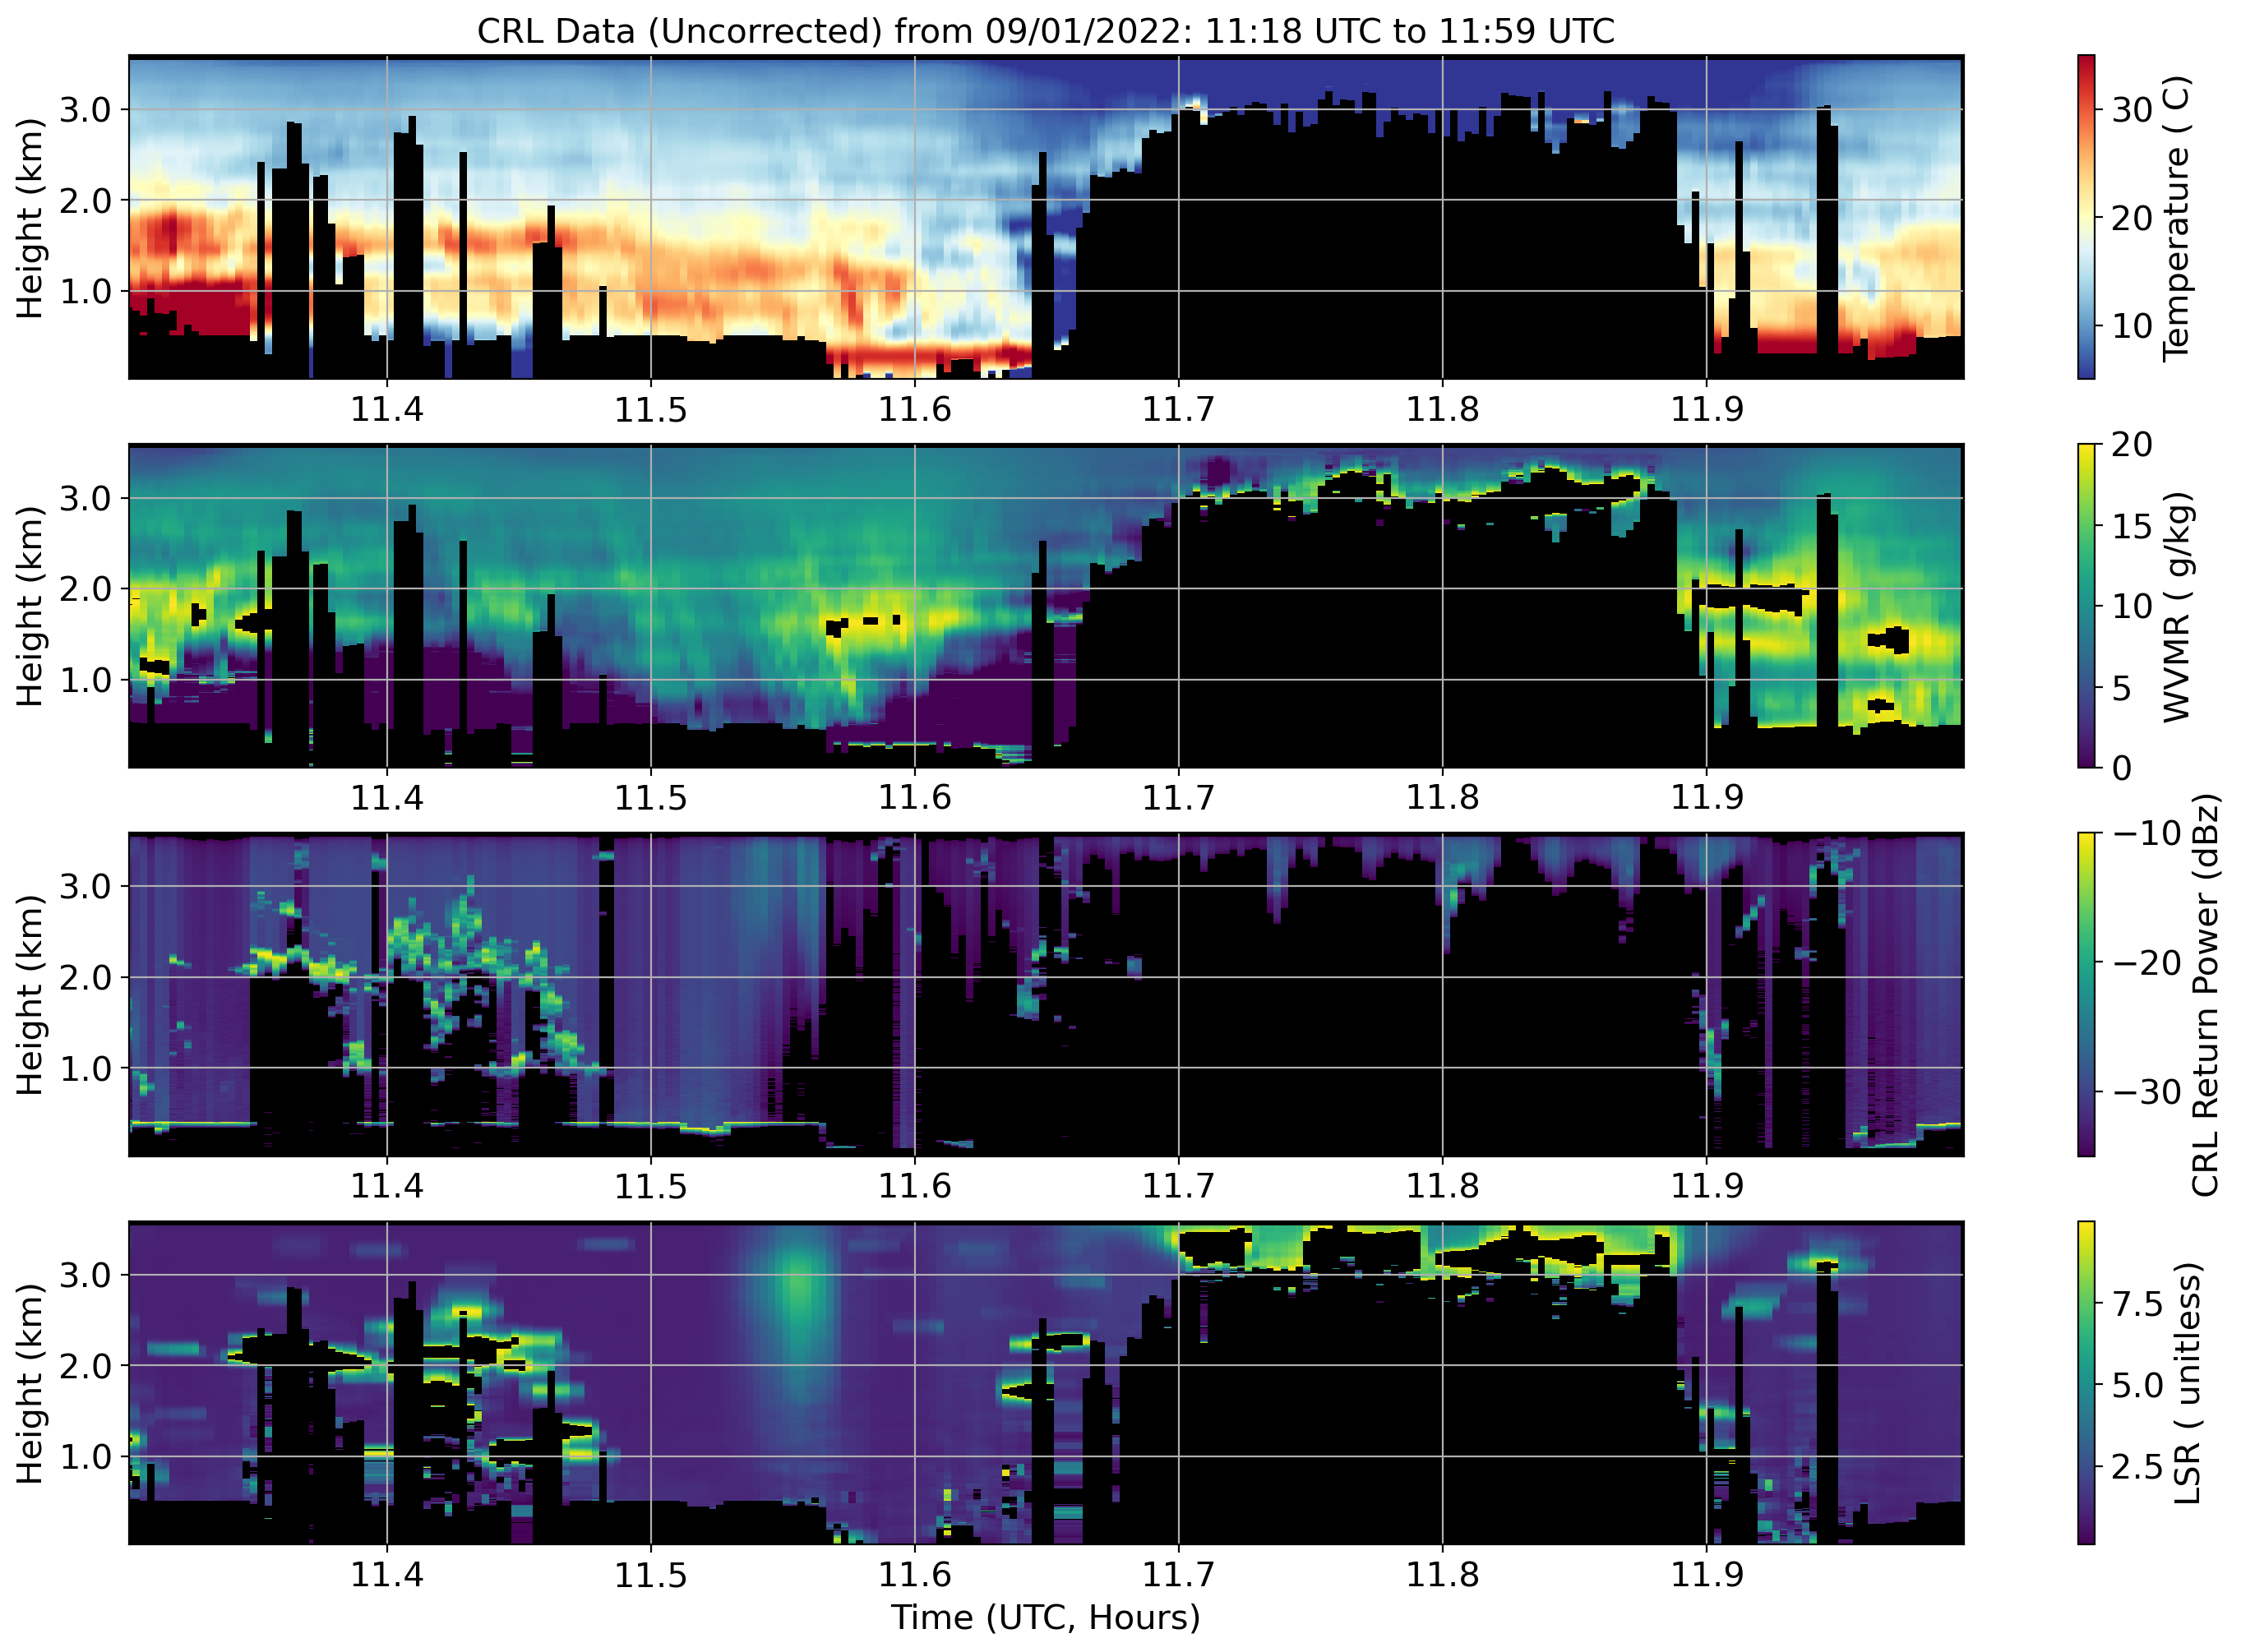 CRL Data (Uncorrected) from 09/01/2022: 11:18 UTC to 11:59 UTC
Height (km)
3.0
2.0
1.0
11.4 11.5 11.6 11.7 11.8 11.9
30
20
10
Temperature ( C)
Height (km)
3.0
2.0
1.0
11.4 11.5 11.6 11.7 11.8 11.9
20
15
10
5
0
WVMR ( g/kg)
Height (km)
3.0
2.0
1.0
11.4 11.5 11.6 11.7 11.8 11.9
−10
−20
−30
CRL Return Power (dBz)
Height (km)
3.0
2.0
1.0
11.4 11.5 11.6 11.7 11.8 11.9
7.5
5.0
2.5
LSR ( unitless)
Time (UTC, Hours)